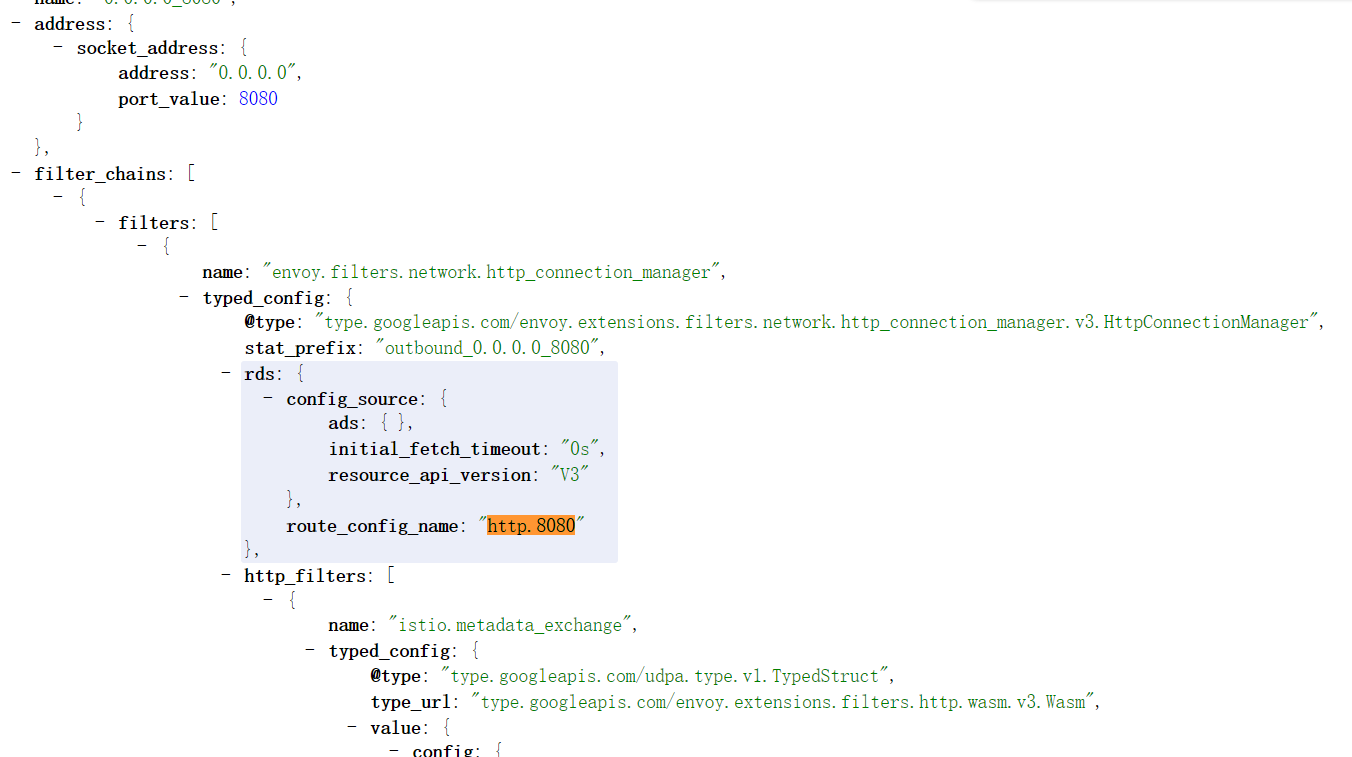 name: "0.0.0.0_8080",
- address: {
- socket_address: {
address: "0.0.0.0",
port_value: 8080
}
},
- filter_chains: [
- {
- filters: [
- {
name: "envoy.filters.network.http_connection_manager",
- typed_config: {
@type: "type.googleapis.com/envoy.extensions.filters.network.http_connection_manager.v3.HttpConnectionManager",
stat_prefix: "outbound_0.0.0.0_8080",
- rds: {
- config_source: {
ads: { },
initial_fetch_timeout: "0s",
resource_api_version: "V3"
},
route_config_name: "http.8080"
},
- http_filters: [
- {
name: "istio.metadata_exchange",
- typed_config: {
@type: "type.googleapis.com/udpa.type.v1.TypedStruct",
type_url: "type.googleapis.com/envoy.extensions.filters.http.wasm.v3.Wasm",
- value: {
- config: {